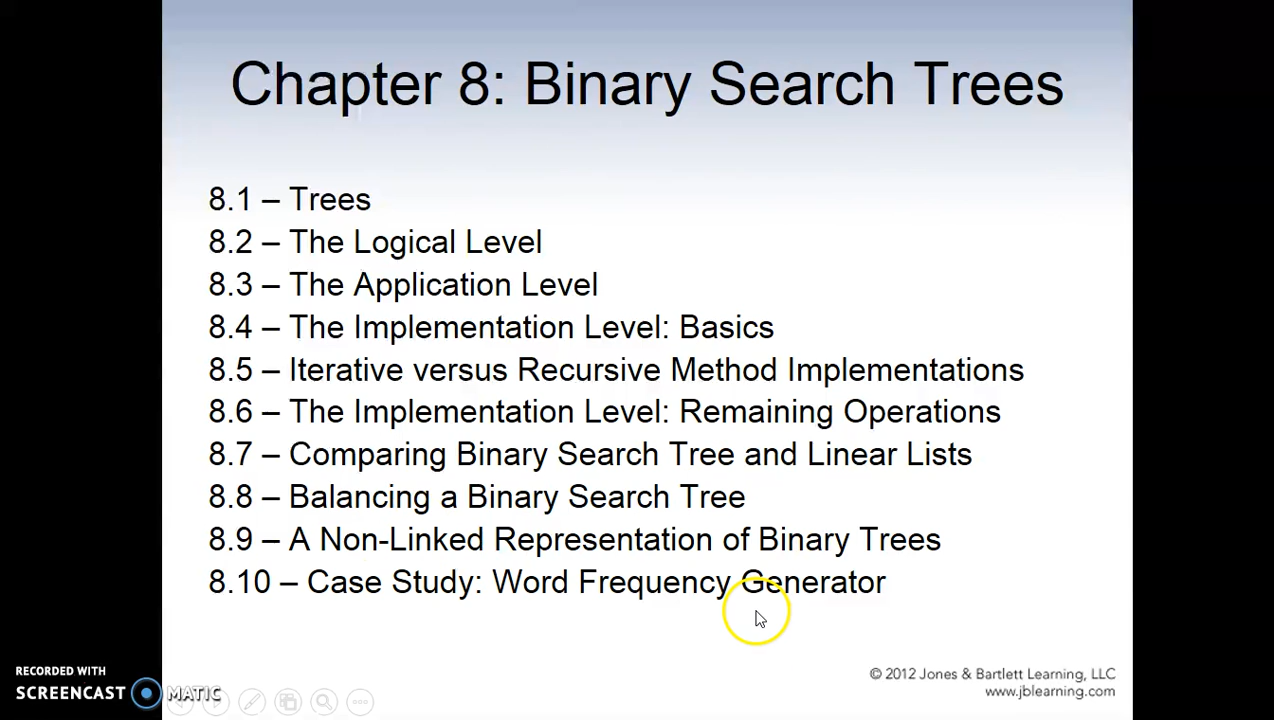 Chapter 8: Binary Search Trees
8.1 – Trees
8.2 – The Logical Level
8.3 – The Application Level
8.4 – The Implementation Level: Basics
8.5 – Iterative versus Recursive Method Implementations
8.6 – The Implementation Level: Remaining Operations
8.7 – Comparing Binary Search Tree and Linear Lists
8.8 – Balancing a Binary Search Tree
8.9 – A Non-Linked Representation of Binary Trees
8.10 – Case Study: Word Frequency Generator
© 2012 Jones & Bartlett Learning, LLC
www.jblearning.com
RECORDED WITH
SCREENCAST MATIC